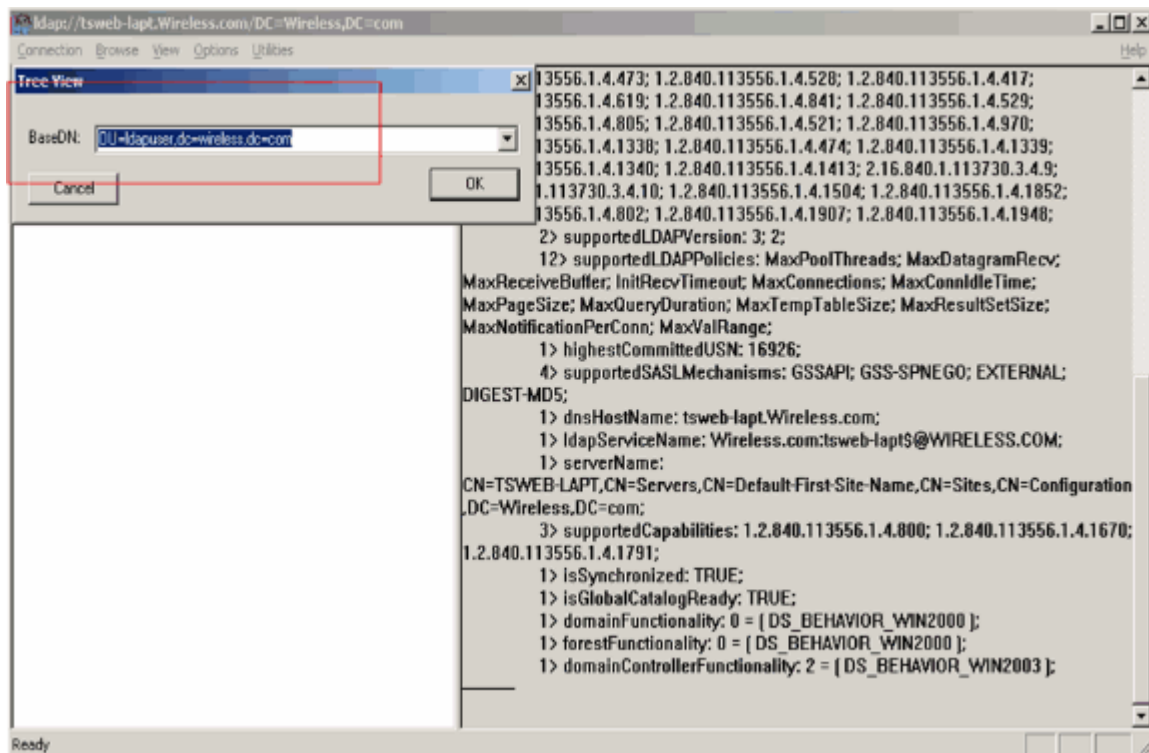 ldap://tsweb-lapt.Wireless.com/DC=Wireless,DC=com
Connection Browse View Options Utilities Help
Tree View
BaseDN: OU=ldapuser,dc=wireless,dc=com
Cancel OK
13556.1.4.473; 1.2.840.113556.1.4.528; 1.2.840.113556.1.4.417;
13556.1.4.619; 1.2.840.113556.1.4.841; 1.2.840.113556.1.4.529;
13556.1.4.805; 1.2.840.113556.1.4.521; 1.2.840.113556.1.4.970;
13556.1.4.1338; 1.2.840.113556.1.4.474; 1.2.840.113556.1.4.1339;
13556.1.4.1340; 1.2.840.113556.1.4.1413; 2.16.840.1.113730.3.4.9;
.113730.3.4.10; 1.2.840.113556.1.4.1504; 1.2.840.113556.1.4.1852;
13556.1.4.802; 1.2.840.113556.1.4.1907; 1.2.840.113556.1.4.1948;
2> supportedLDAPVersion: 3; 2;
12> supportedLDAPPolicies: MaxPoolThreads; MaxDatagramRecv;
MaxReceiveBuffer; InitRecvTimeout; MaxConnections; MaxConnIdleTime;
MaxPageSize; MaxQueryDuration; MaxTempTableSize; MaxResultSetSize;
MaxNotificationPerConn; MaxValRange;
1> highestCommittedUSN: 16926;
4> supportedSASLMechanisms: GSSAPI; GSS-SPNEGO; EXTERNAL;
DIGEST-MD5;
1> dnsHostName: tsweb-lapt.Wireless.com;
1> ldapServiceName: Wireless.com:tsweb-lapt$@WIRELESS.COM;
1> serverName:
CN=TSWEB-LAPT,CN=Servers,CN=Default-First-Site-Name,CN=Sites,CN=Configuration
,DC=Wireless,DC=com;
3> supportedCapabilities: 1.2.840.113556.1.4.800; 1.2.840.113556.1.4.1670;
1.2.840.113556.1.4.1791;
1> isSynchronized: TRUE;
1> isGlobalCatalogReady: TRUE;
1> domainFunctionality: 0 = ( DS_BEHAVIOR_WIN2000 );
1> forestFunctionality: 0 = ( DS_BEHAVIOR_WIN2000 );
1> domainControllerFunctionality: 2 = ( DS_BEHAVIOR_WIN2003 );
Ready